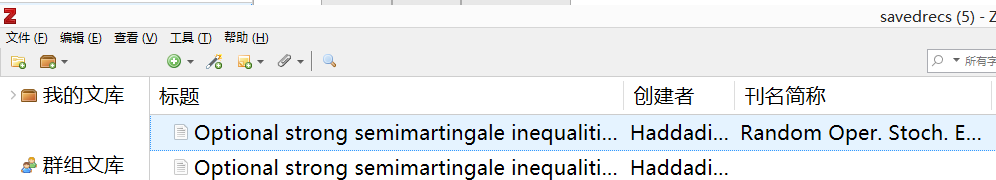 Z
savedrecs (5) - Z
文件 (F) 编辑 (E) 查看 (V) 工具 (T) 帮助 (H)
所有字
我的文库
标题 创建者 刊名简称
Optional strong semimartingale inequaliti... Haddadi... Random Oper. Stoch. E...
群组文库
Optional strong semimartingale inequaliti... Haddadi...